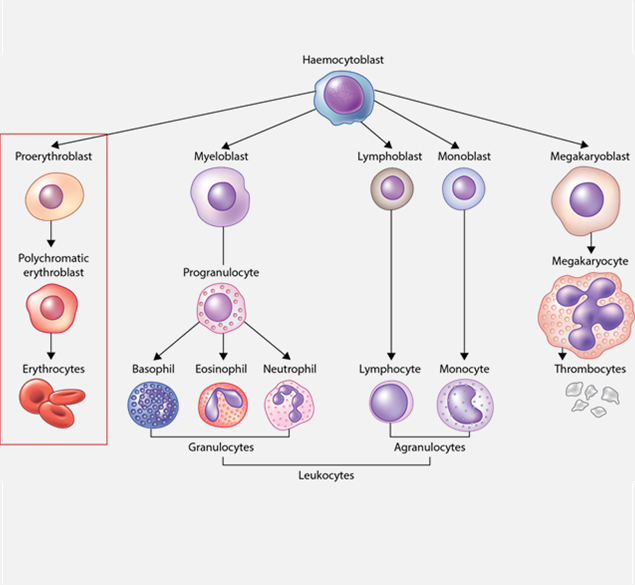 Haemocytoblast
Proerythroblast
Myeloblast
Lymphoblast
Monoblast
Megakaryoblast
Polychromatic
erythroblast
Progranulocyte
Megakaryocyte
Erythrocytes
Basophil
Eosinophil
Neutrophil
Lymphocyte
Monocyte
Thrombocytes
Granulocytes
Agranulocytes
Leukocytes